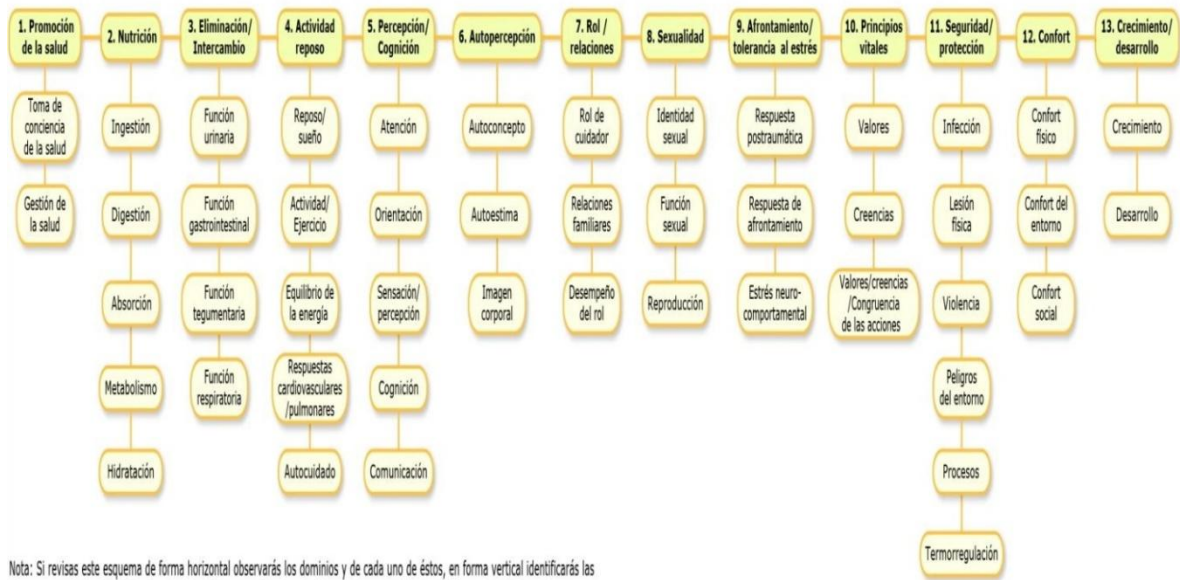 1. Promoción
de la salud
2. Nutrición
3. Eliminación/
Intercambio
4. Actividad
reposo
5. Percepción/
Cognición
6. Autopercepción
7. Rol /
relaciones
8. Sexualidad
9. Afrontamiento/
tolerancia al estrés
10. Principios
vitales
11. Seguridad/
protección
12. Confort
13. Crecimiento/
desarrollo
Toma de
conciencia
de la salud
Gestión de
la salud
Ingestión
Digestión
Absorción
Metabolismo
Hidratación
Función
urinaria
Función
gastrointestinal
Función
tegumentaria
Función
respiratoria
Reposo/
sueño
Actividad/
Ejercicio
Equilibrio de
la energía
Respuestas
cardiovasculares
/pulmonares
Autocuidado
Atención
Orientación
Sensación/
percepción
Cognición
Comunicación
Autoconcepto
Autoestima
Imagen
corporal
Rol de
cuidador
Relaciones
familiares
Desempeño
del rol
Identidad
sexual
Función
sexual
Reproducción
Respuesta
postraumática
Respuesta de
afrontamiento
Estrés neuro-
comportamental
Valores
Creencias
Valores/creencias
/Congruencia
de las acciones
Infección
Lesión
física
Violencia
Peligros
del entorno
Procesos
Termorregulación
Confort
físico
Confort del
entorno
Confort
social
Crecimiento
Desarrollo
Nota: Si revisas este esquema de forma horizontal observarás los dominios y de cada uno de éstos, en forma vertical identificarás las